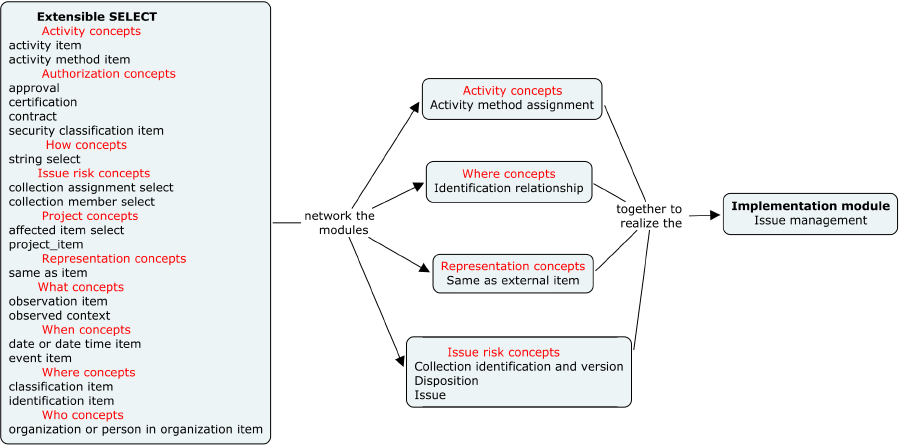 Extensible SELECT
Activity concepts
activity item
activity method item
Authorization concepts
approval
certification
contract
security classification item
How concepts
string select
Issue risk concepts
collection assignment select
collection member select
Project concepts
affected item select
project_item
Representation concepts
same as item
What concepts
observation item
observed context
When concepts
date or date time item
event item
Where concepts
classification item
identification item
Who concepts
organization or person in organization item
network the
modules
Activity concepts
Activity method assignment
Where concepts
Identification relationship
Representation concepts
Same as external item
Issue risk concepts
Collection identification and version
Disposition
Issue
together to
realize the
Implementation module
Issue management